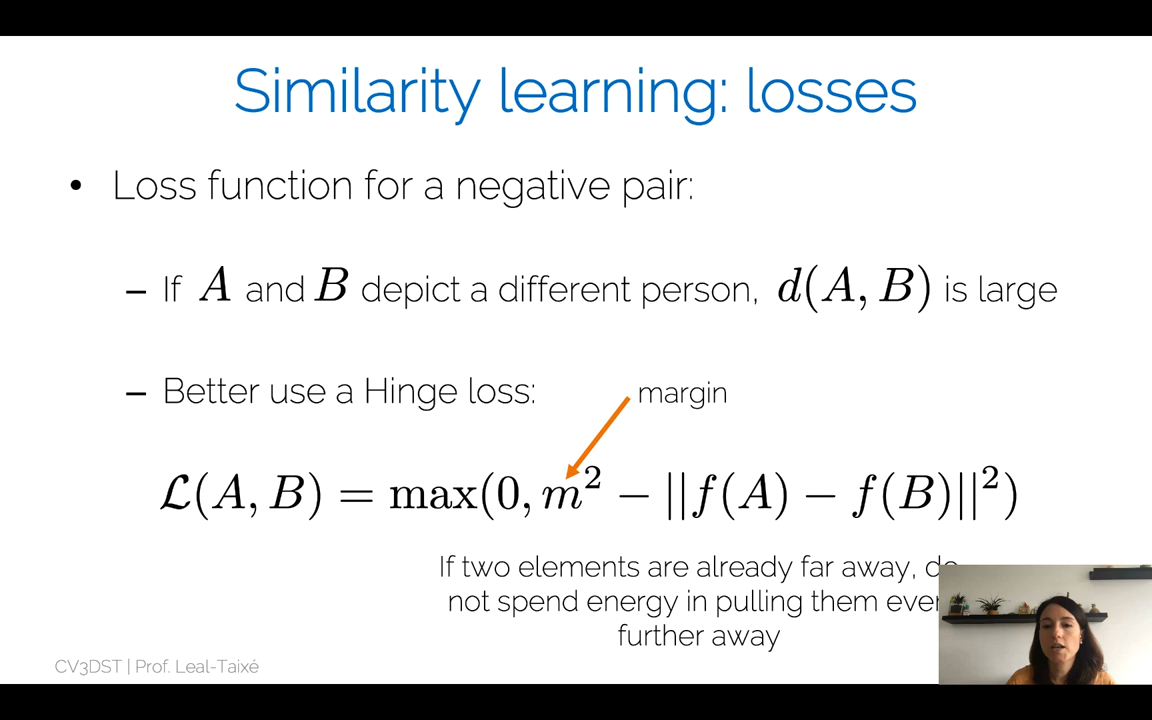 Similarity learning: losses
• Loss function for a negative pair:
– If A and B depict a different person, d(A, B) is large
– Better use a Hinge loss:
margin
ℒ(A, B) = max(0, m² − ||f(A) − f(B)||²)
If two elements are already far away,
not spend energy in pulling them
further away
CV3DST | Prof. Leal-Taixé